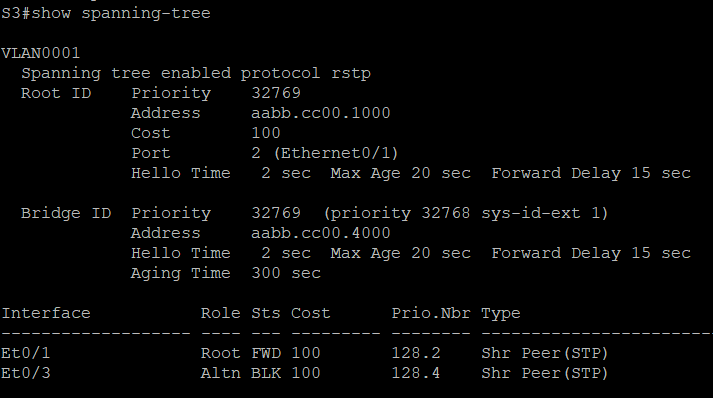 S3#show spanning-tree
VLAN0001
  Spanning tree enabled protocol rstp
  Root ID    Priority    32769
             Address     aabb.cc00.1000
             Cost        100
             Port        2 (Ethernet0/1)
             Hello Time   2 sec  Max Age 20 sec  Forward Delay 15 sec
  Bridge ID  Priority    32769  (priority 32768 sys-id-ext 1)
             Address     aabb.cc00.4000
             Hello Time   2 sec  Max Age 20 sec  Forward Delay 15 sec
             Aging Time  300 sec
Interface           Role Sts Cost      Prio.Nbr Type
------------------- ---- --- --------- -------- ------------------------
Et0/1               Root FWD 100       128.2    Shr Peer(STP)
Et0/3               Altn BLK 100       128.4    Shr Peer(STP)